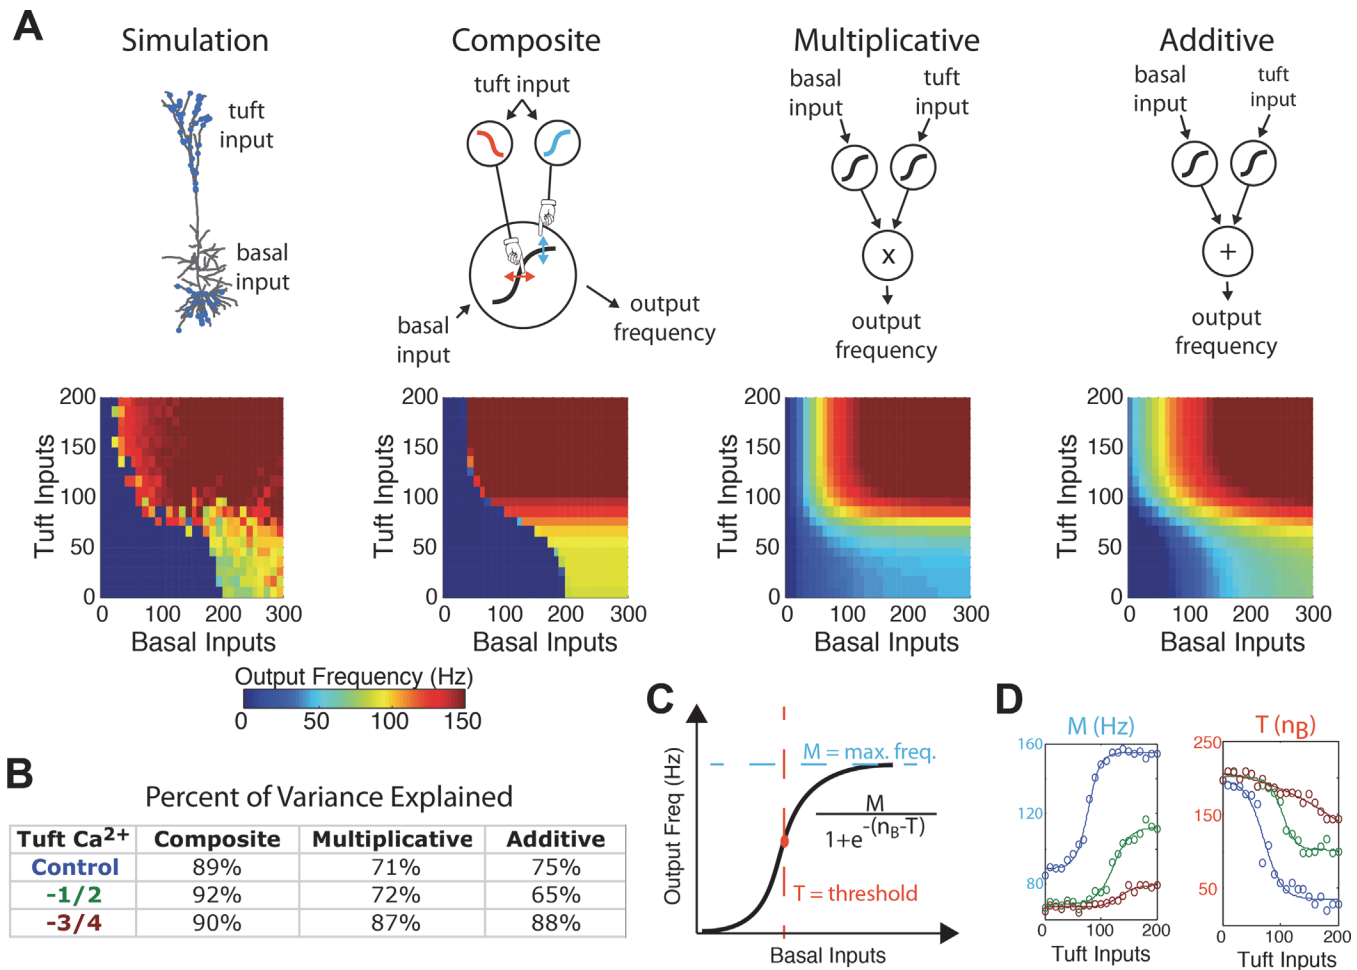 A
Simulation
Composite
Multiplicative
Additive
tuft
input
basal
input
tuft input
basal
input
output
frequency
basal
input
tuft
input
x
output
frequency
basal
input
tuft
input
+
output
frequency
200
150
100
50
0
Tuft Inputs
0 100 200 300
Basal Inputs
200
150
100
50
0
Tuft Inputs
0 100 200 300
Basal Inputs
200
150
100
50
0
Tuft Inputs
0 100 200 300
Basal Inputs
200
150
100
50
0
Tuft Inputs
0 100 200 300
Basal Inputs
Output Frequency (Hz)
0 50 100 150
B
Percent of Variance Explained
Tuft Ca2+ Composite Multiplicative Additive
Control 89% 71% 75%
-1/2 92% 72% 65%
-3/4 90% 87% 88%
C
Output Freq (Hz)
M = max. freq.
M
1+e-(nB-T)
T = threshold
Basal Inputs
D
M (Hz)
160
120
80
0 100 200
Tuft Inputs
T (nB)
250
150
50
0 100 200
Tuft Inputs